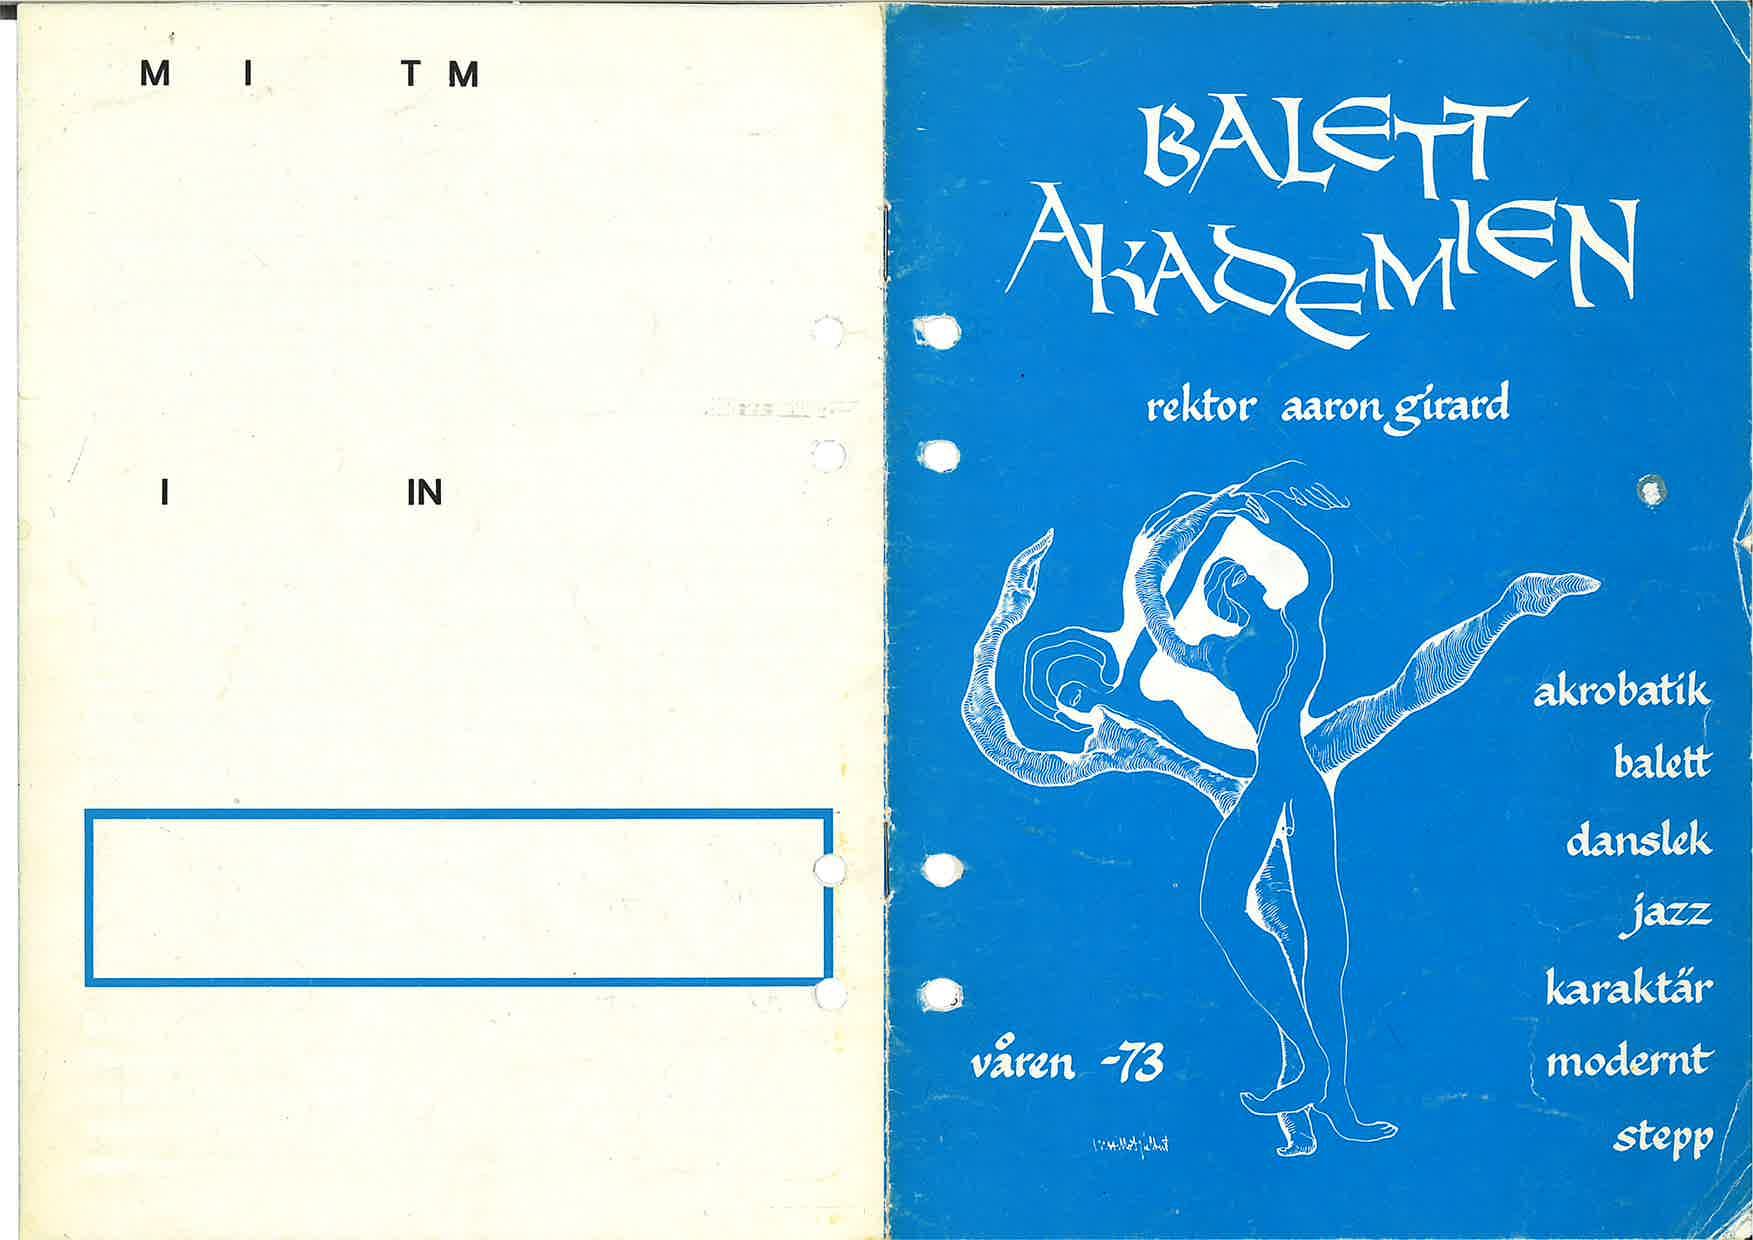 M I T M
I IN
BALETT
AKADEMIEN
rektor aaron girard
akrobatik
balett
danslek
jazz
karaktär
modernt
våren -73
stepp